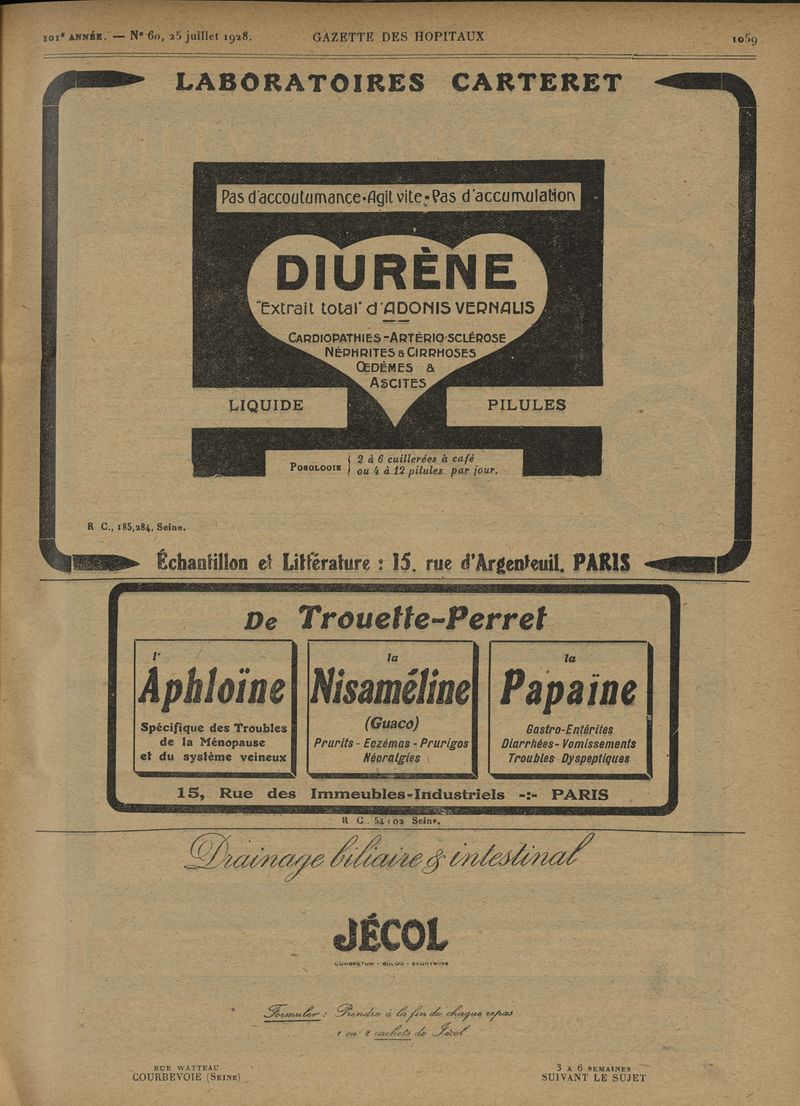 101e ANNÉE. — No 60, 25 juillet 1928. GAZETTE DES HOPITAUX 1059
LABORATOIRES CARTERET
Pas d'accoutumance-Agit vite-Pas d'accumulation
DIURÈNE
"Extrait total" d'ADONIS VERNALIS
CARDIOPATHIES-ARTÉRIO-SCLÉROSE
NÉPHRITES & CIRRHOSES
ŒDÈMES &
ASCITES
LIQUIDE PILULES
POSOLOGIE { 2 à 6 cuillerées à café
ou 4 à 12 pilules par jour.
R C., 185,284, Seine.
Échantillon et Littérature : 15, rue d'Argenteuil, PARIS
De Trouette-Perret
l'
Aphloïne
Spécifique des Troubles
de la Ménopause
et du système veineux
la
Nisaméline
(Guaco)
Prurits - Eczémas - Prurigos
Névralgies
la
Papaïne
Gastro-Entérites
Diarrhées- Vomissements
Troubles Dyspeptiques
15, Rue des Immeubles-Industriels -:- PARIS
R C. Seine.
Drainage biliaire & intestinal
JÉCOL
COMBRETUM - BOLDO - EVONYMINE
Formuler : Prendre à la fin de chaque repas
1 ou 2 cachets de Jécol
RUE WATTEAU
COURBEVOIE (SEINE)
3 A 6 SEMAINES
SUIVANT LE SUJET